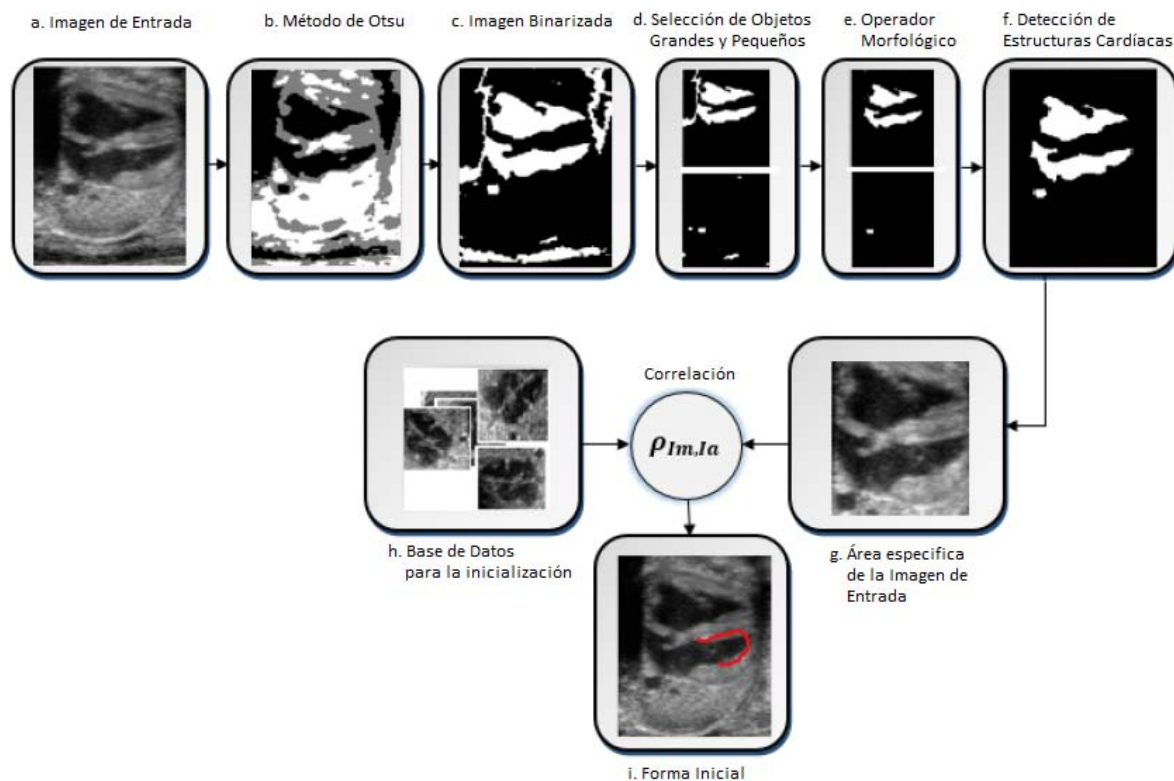 a. Imagen de Entrada
b. Método de Otsu
c. Imagen Binarizada
d. Selección de Objetos
Grandes y Pequeños
e. Operador
Morfológico
f. Detección de
Estructuras Cardíacas
Correlación
ρIm,Ia
h. Base de Datos
para la inicialización
g. Área especifica
de la Imagen de
Entrada
i. Forma Inicial